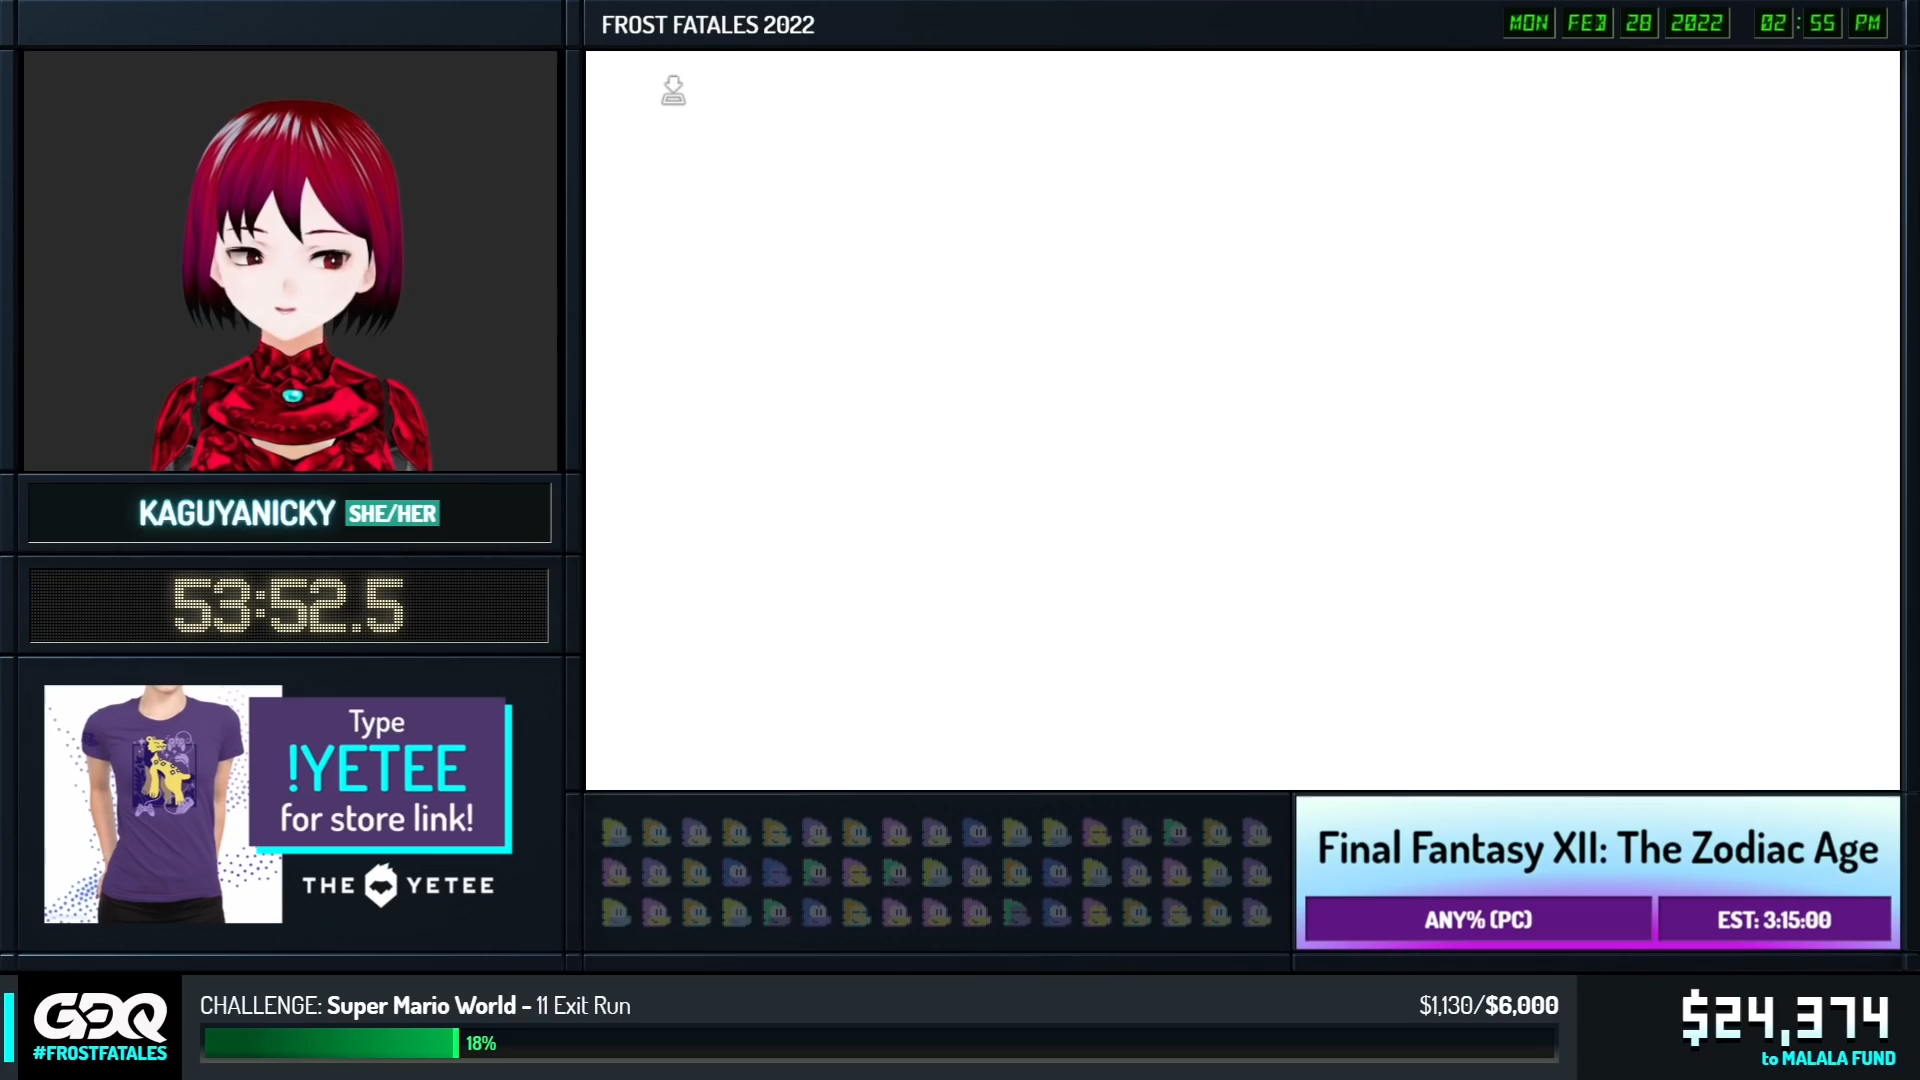 FROST FATALES 2022
MON FEB 28 2022 02:55 PM
KAGUYANICKY SHE/HER
53:52.5
Type
!YETEE
for store link!
THE YETEE
Final Fantasy XII: The Zodiac Age
ANY% (PC)
EST: 3:15:00
GDQ
#FROSTFATALES
CHALLENGE: Super Mario World - 11 Exit Run
$1,130/$6,000
18%
$24,374
to MALALA FUND